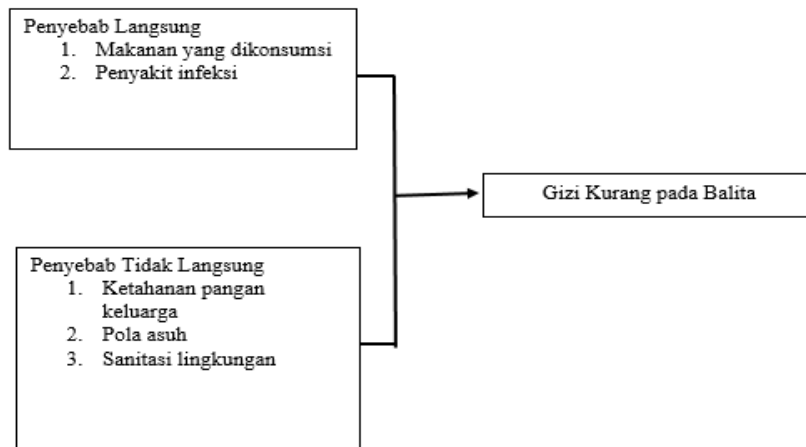 Penyebab Langsung
1. Makanan yang dikonsumsi
2. Penyakit infeksi
Gizi Kurang pada Balita
Penyebab Tidak Langsung
1. Ketahanan pangan
keluarga
2. Pola asuh
3. Sanitasi lingkungan